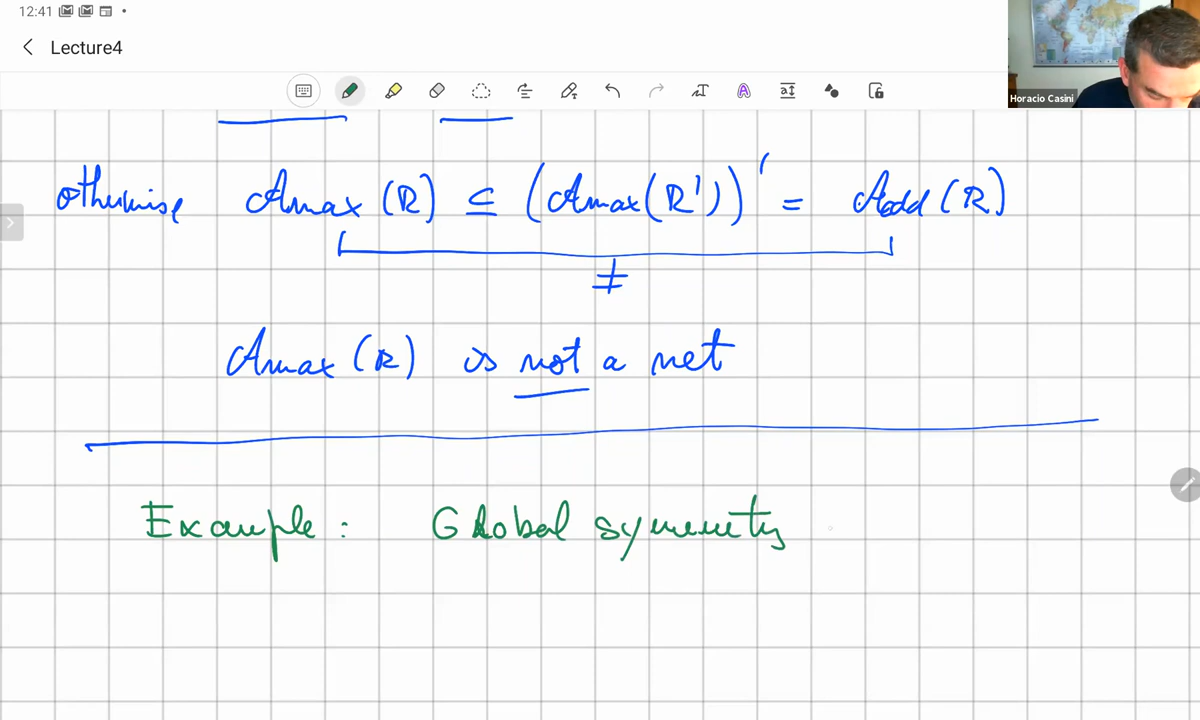 12:41
Lecture4
Horacio Casini
otherwise Amax (R) ⊆ (Amax(R'))' = Aadd (R)
≠
Amax (R) is not a net
Example: Global symmetry